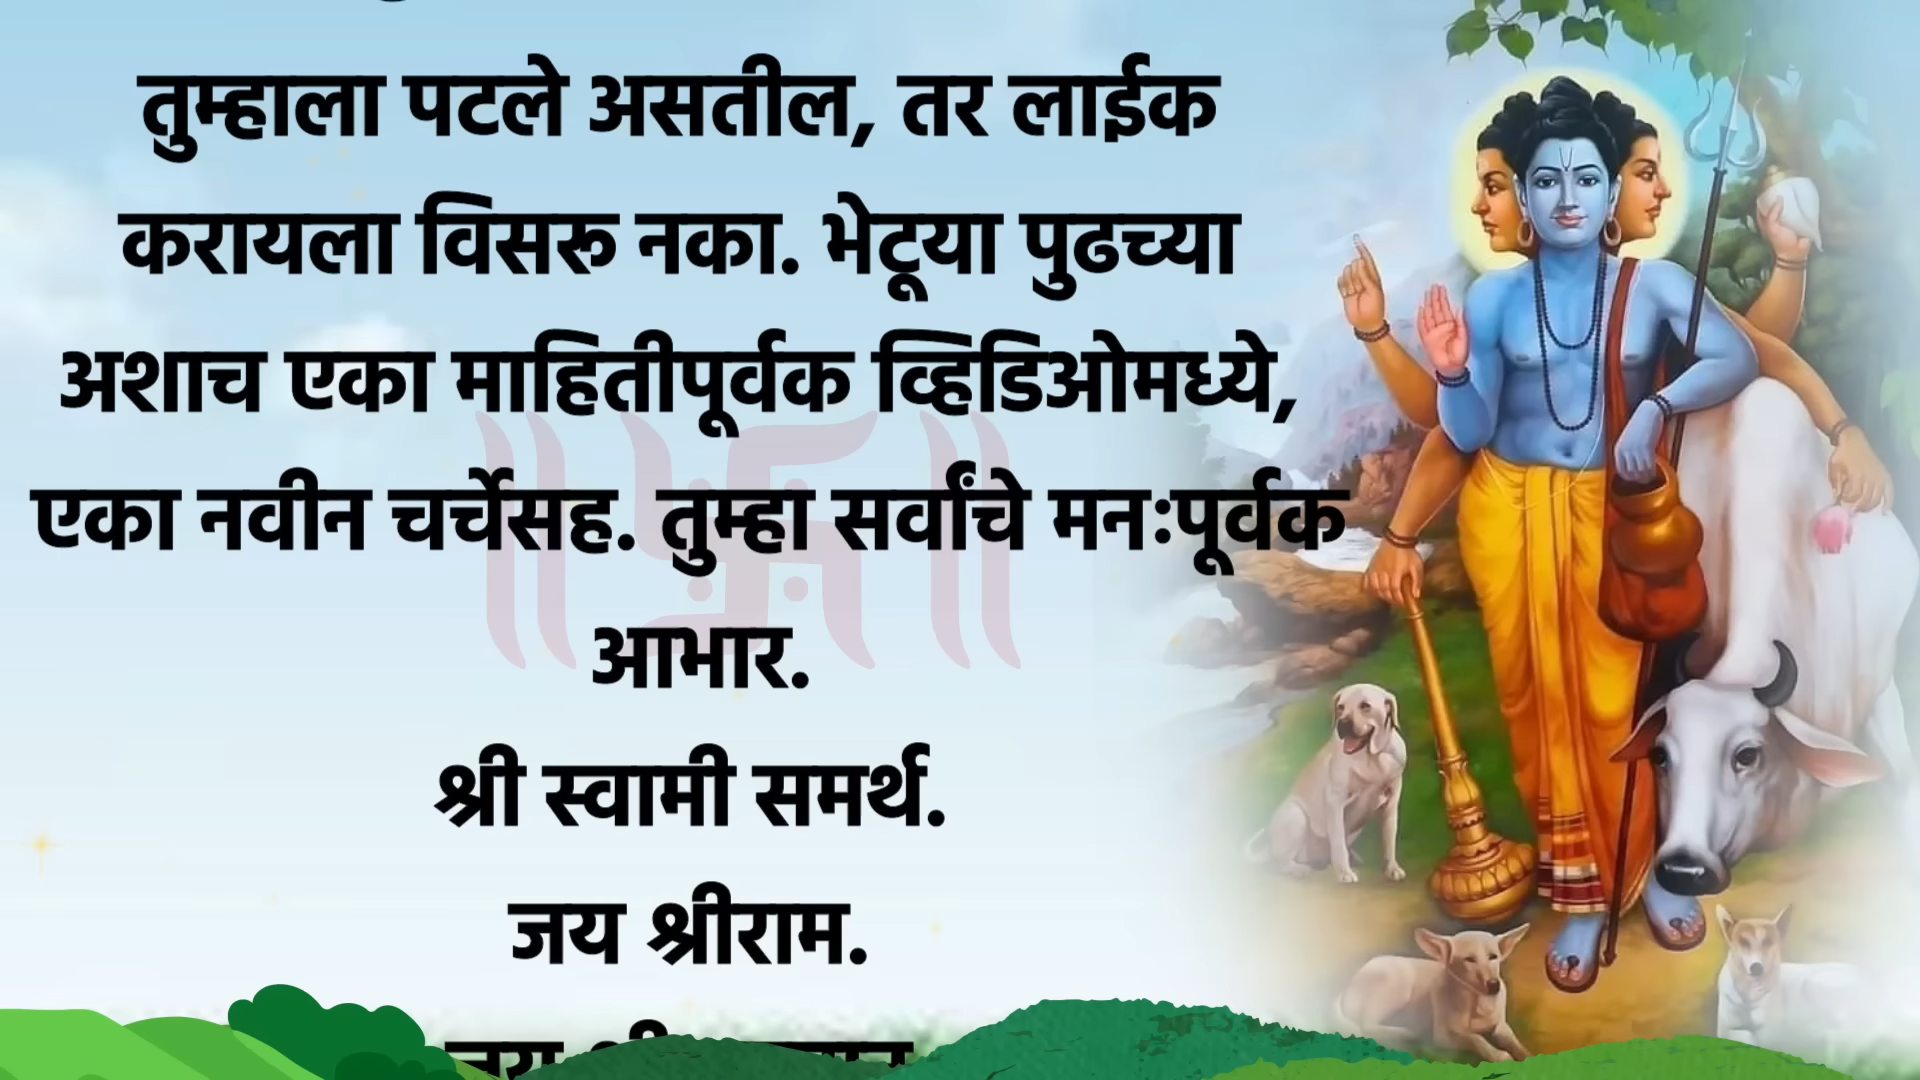 तुम्हाला पटले असतील, तर लाईक
करायला विसरू नका. भेटूया पुढच्या
अशाच एका माहितीपूर्वक व्हिडिओमध्ये,
एका नवीन चर्चेसह. तुम्हा सर्वांचे मनःपूर्वक
आभार.
श्री स्वामी समर्थ.
जय श्रीराम.
जय